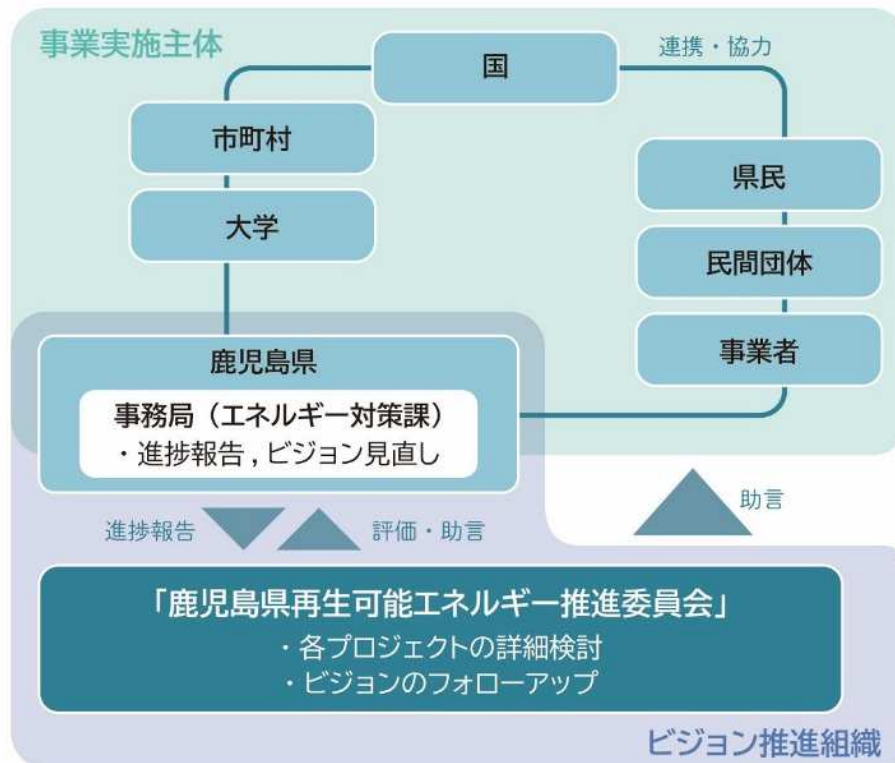 事業実施主体
国
連携・協力
市町村
大学
県民
民間団体
事業者
鹿児島県
事務局（エネルギー対策課）
・進捗報告，ビジョン見直し
進捗報告
評価・助言
助言
「鹿児島県再生可能エネルギー推進委員会」
・各プロジェクトの詳細検討
・ビジョンのフォローアップ
ビジョン推進組織